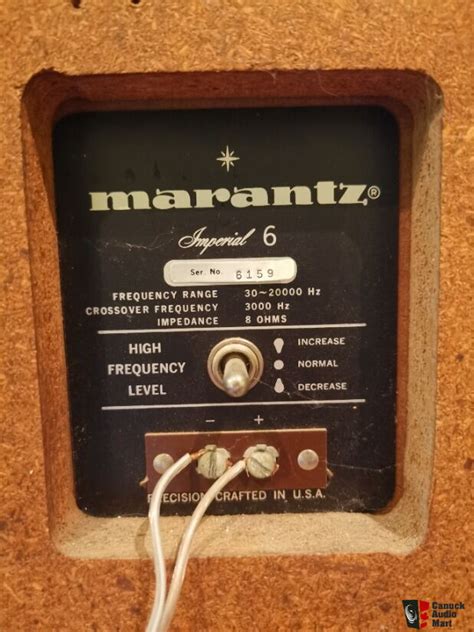 marantz®
Imperial 6
Ser. No. 6159
FREQUENCY RANGE 30~20000 Hz
CROSSOVER FREQUENCY 3000 Hz
IMPEDANCE 8 OHMS
HIGH FREQUENCY LEVEL
INCREASE
NORMAL
DECREASE
− +
PRECISION CRAFTED IN U.S.A.
Canuck
Audio
Mart